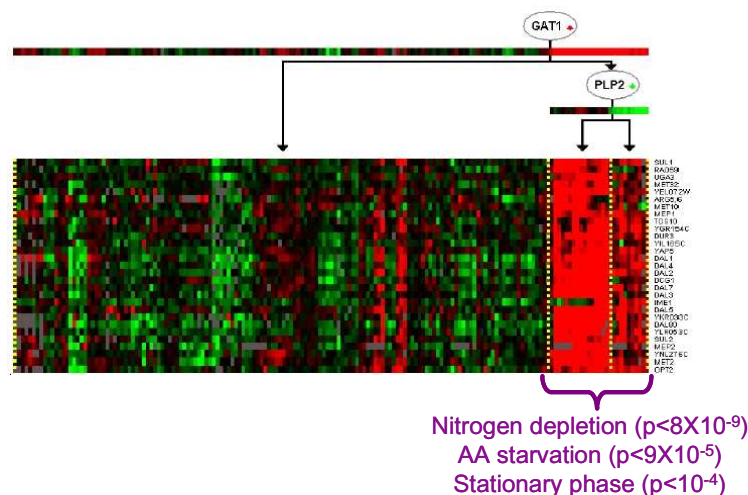 GAT1
PLP2
SUL1
RAD59
UGA3
MET32
YEL072W
ARG5,6
MET10
MEP1
TOS10
YGR154C
DUR3
YIL165C
YAP5
DAL1
DAL4
DAL2
DCG1
DAL7
DAL3
IME1
DAL5
YKR033C
DAL80
YLR053C
SUL2
MEP2
YNL276C
MET2
OPT2
Nitrogen depletion (p<8X10-9)
AA starvation (p<9X10-5)
Stationary phase (p<10-4)